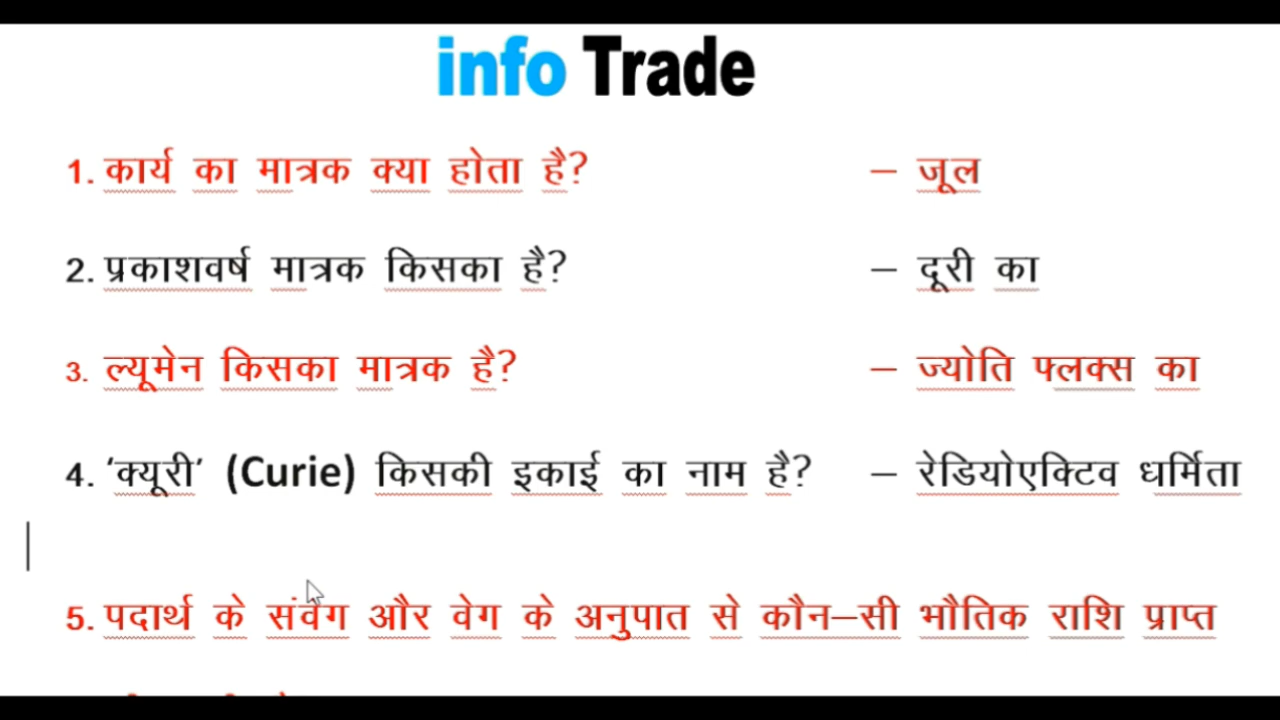 info Trade
1. कार्य का मात्रक क्या होता है? – जूल
2. प्रकाशवर्ष मात्रक किसका है? – दूरी का
3. ल्यूमेन किसका मात्रक है? – ज्योति फ्लक्स का
4. ‘क्यूरी’ (Curie) किसकी इकाई का नाम है? – रेडियोएक्टिव धर्मिता
5. पदार्थ के संवेग और वेग के अनुपात से कौन–सी भौतिक राशि प्राप्त